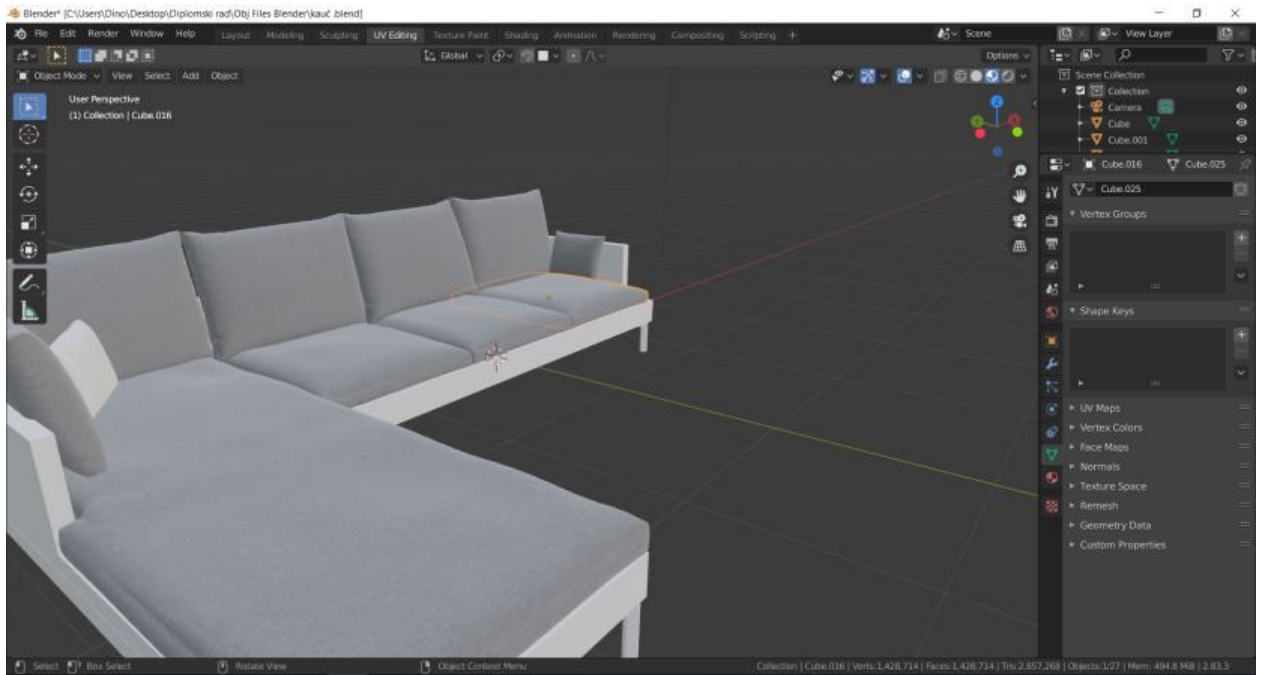 Blender* [C:\Users\Dino\Desktop\Diplomski rad\Obj Files Blender\kauč .blend]
File Edit Render Window Help Layout Modeling Sculpting UV Editing Texture Paint Shading Animation Rendering Compositing Scripting + Scene View Layer
Global Options
Object Mode View Select Add Object
User Perspective
(1) Collection | Cube.016
Scene Collection
Collection
Camera
Cube
Cube.001
Cube.016 Cube.025
Cube.025
Vertex Groups
Shape Keys
UV Maps
Vertex Colors
Face Maps
Normals
Texture Space
Remesh
Geometry Data
Custom Properties
Select Box Select Rotate View Object Context Menu Collection | Cube.016 | Verts:1,428,714 | Faces:1,428,714 | Tris:2,857,268 | Objects:1/27 | Mem: 494.8 MiB | 2.83.3